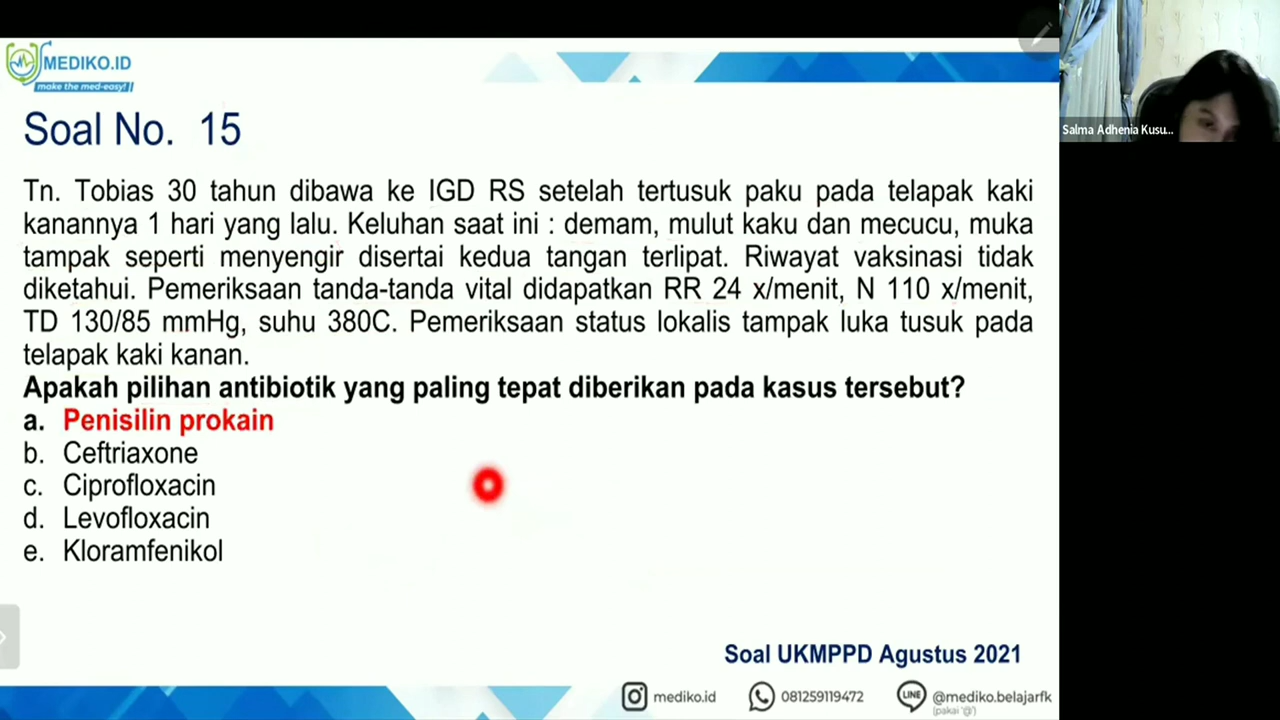 MEDIKO.ID
make the med-easy!
Soal No. 15
Salma Adhenia Kusu...
Tn. Tobias 30 tahun dibawa ke IGD RS setelah tertusuk paku pada telapak kaki
kanannya 1 hari yang lalu. Keluhan saat ini : demam, mulut kaku dan mecucu, muka
tampak seperti menyengir disertai kedua tangan terlipat. Riwayat vaksinasi tidak
diketahui. Pemeriksaan tanda-tanda vital didapatkan RR 24 x/menit, N 110 x/menit,
TD 130/85 mmHg, suhu 380C. Pemeriksaan status lokalis tampak luka tusuk pada
telapak kaki kanan.
Apakah pilihan antibiotik yang paling tepat diberikan pada kasus tersebut?
a. Penisilin prokain
b. Ceftriaxone
c. Ciprofloxacin
d. Levofloxacin
e. Kloramfenikol
Soal UKMPPD Agustus 2021
mediko.id
081259119472
LINE
@mediko.belajarfk
(pakai '@')